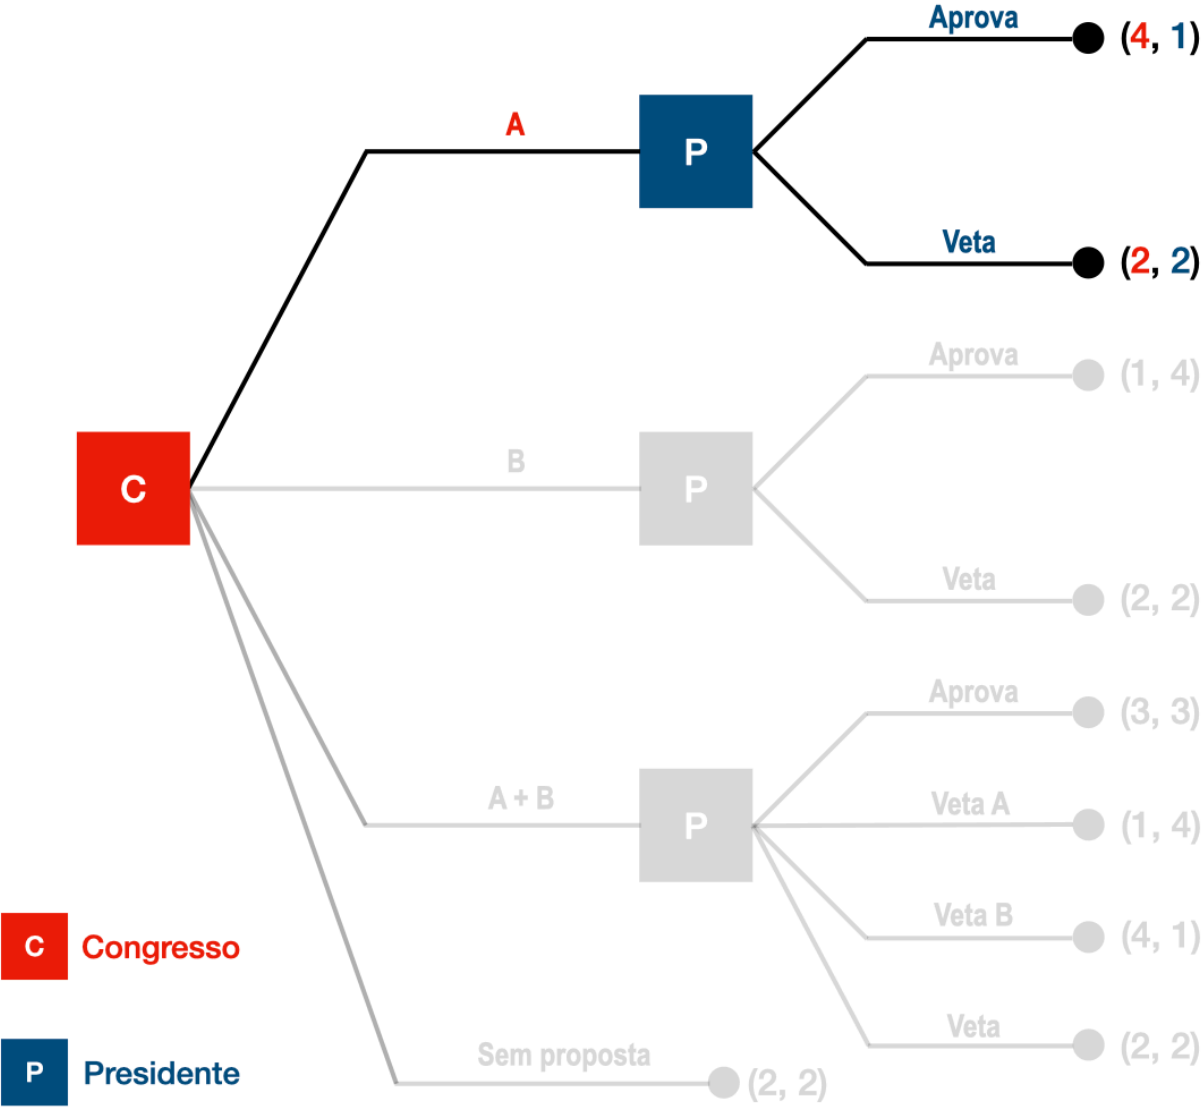 Aprova
(4, 1)
A
P
Veta
(2, 2)
Aprova
(1, 4)
C
B
P
Veta
(2, 2)
Aprova
(3, 3)
A + B
P
Veta A
(1, 4)
Veta B
(4, 1)
Veta
(2, 2)
Sem proposta
(2, 2)
C Congresso
P Presidente